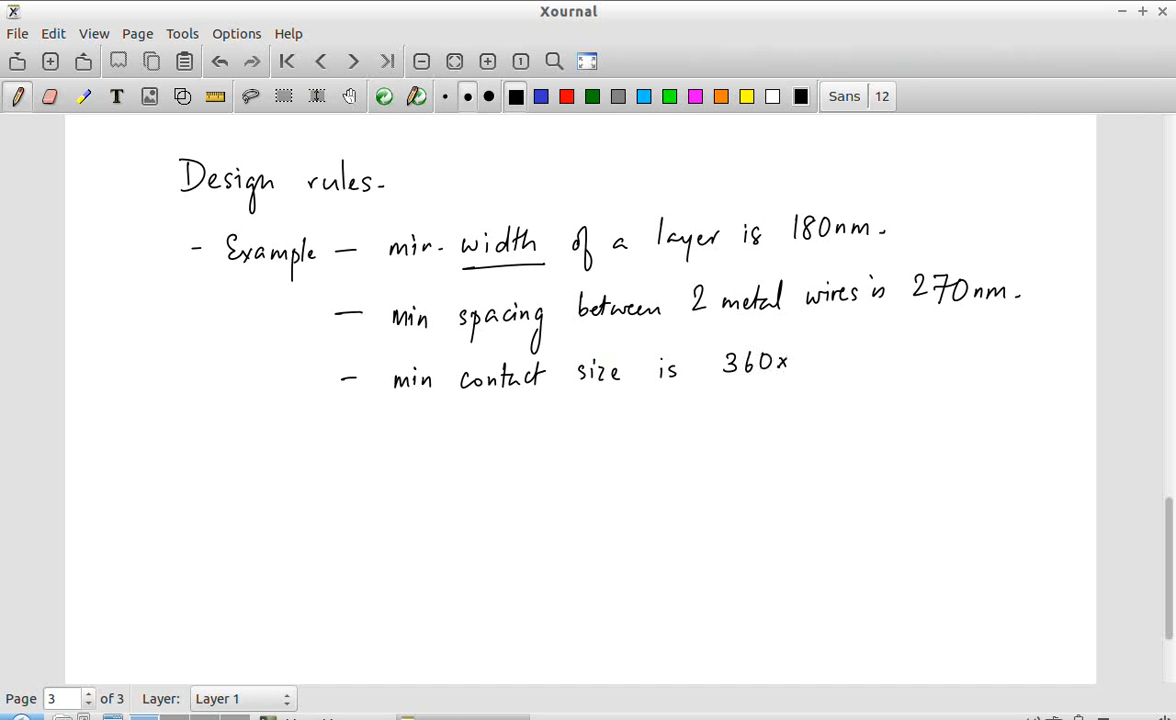 Xournal
File Edit View Page Tools Options Help
T Sans 12
Design rules.
- Example — min. width of a layer is 180nm.
— min spacing between 2 metal wires is 270nm.
- min contact size is 360x
Page 3 of 3 Layer: Layer 1